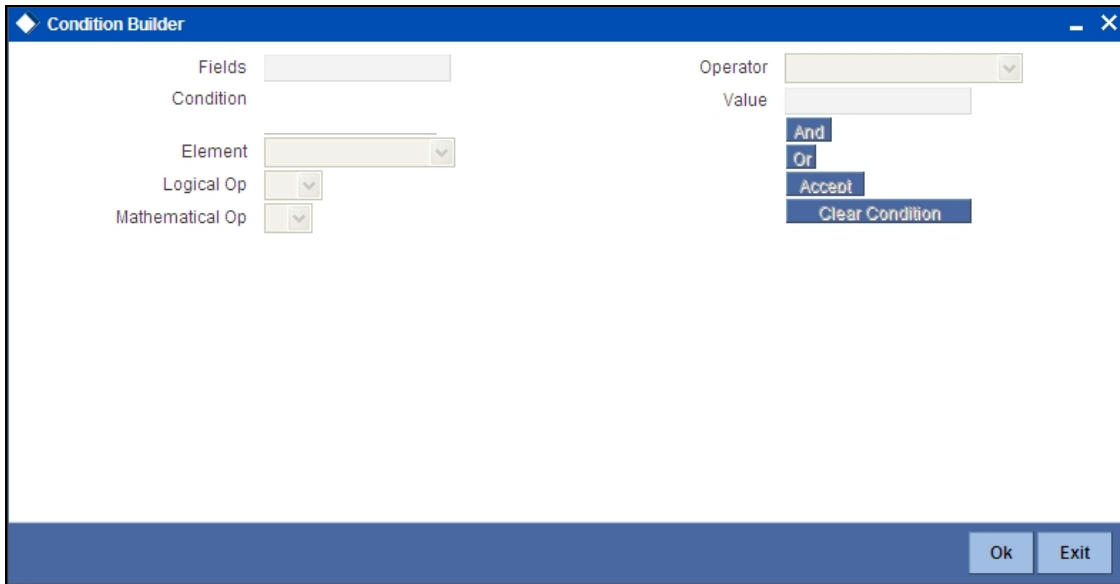 Condition Builder
Fields
Condition
Element
Logical Op
Mathematical Op
Operator
Value
And
Or
Accept
Clear Condition
Ok
Exit